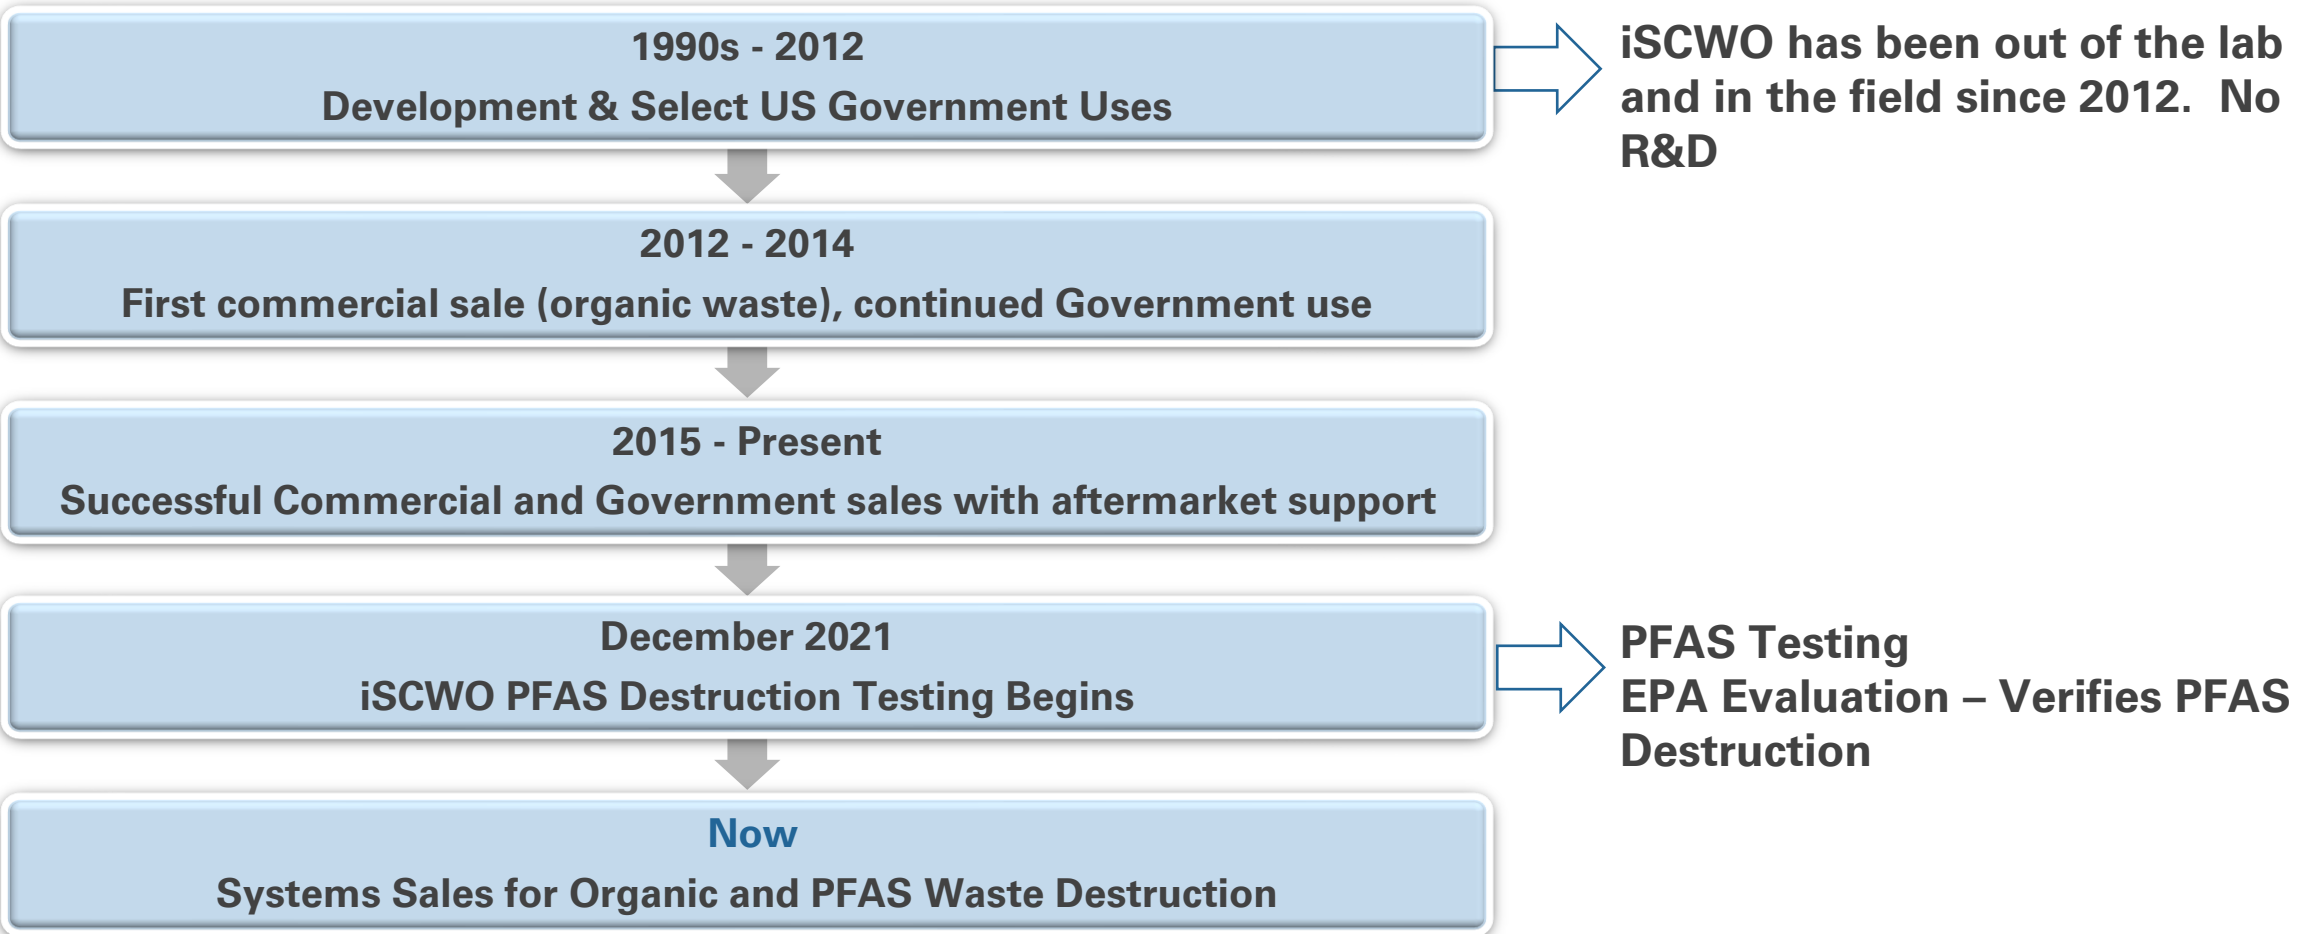 1990s - 2012
Development & Select US Government Uses
iSCWO has been out of the lab
and in the field since 2012.  No
R&D
2012 - 2014
First commercial sale (organic waste), continued Government use
2015 - Present
Successful Commercial and Government sales with aftermarket support
December 2021
iSCWO PFAS Destruction Testing Begins
PFAS Testing
EPA Evaluation – Verifies PFAS
Destruction
Now
Systems Sales for Organic and PFAS Waste Destruction